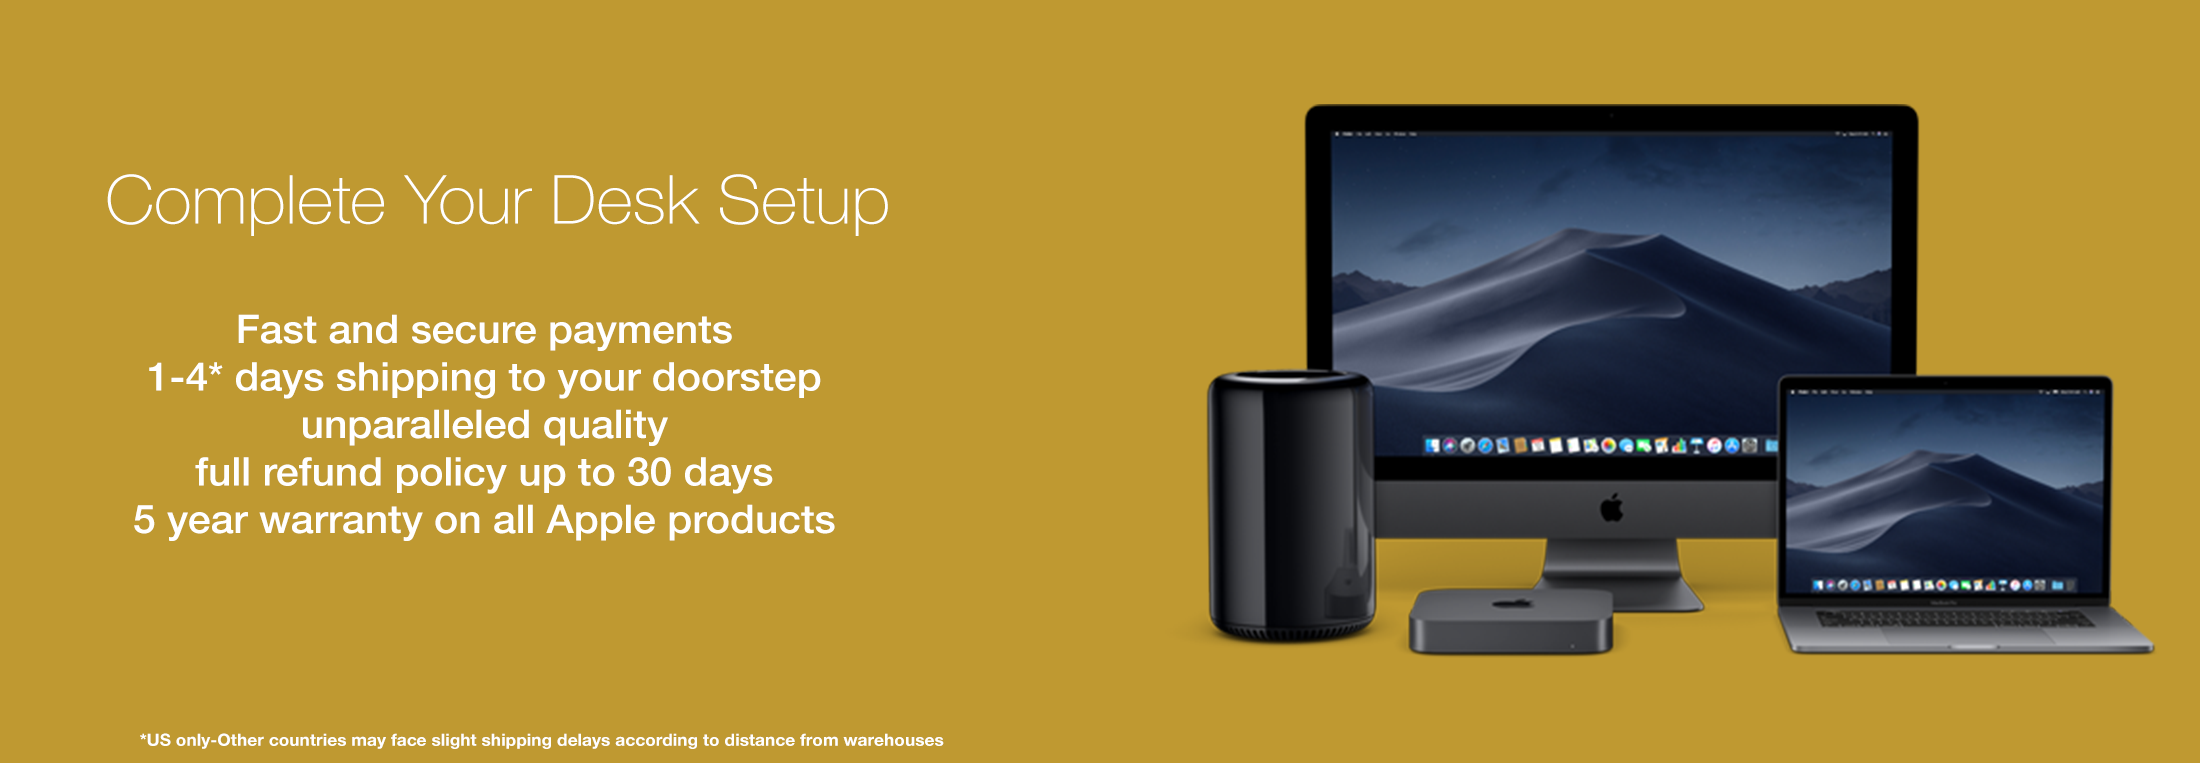 Complete Your Desk Setup
Fast and secure payments
1-4* days shipping to your doorstep
unparalleled quality
full refund policy up to 30 days
5 year warranty on all Apple products
*US only-Other countries may face slight shipping delays according to distance from warehouses